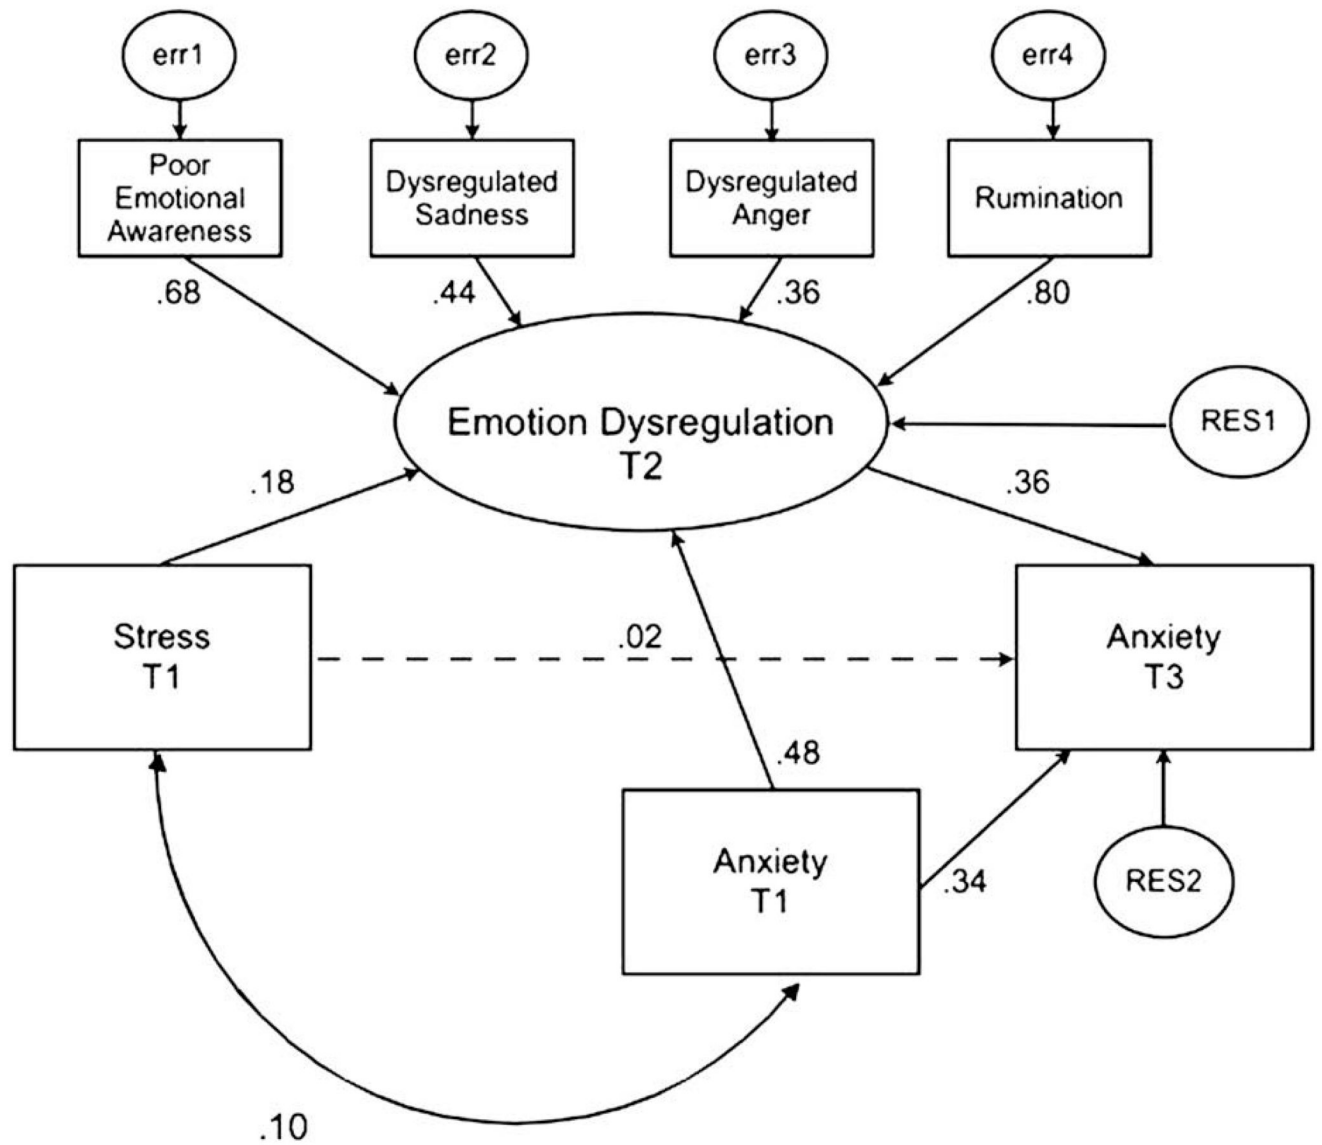 err1
err2
err3
err4
Poor
Emotional
Awareness
Dysregulated
Sadness
Dysregulated
Anger
Rumination
.68
.44
.36
.80
Emotion Dysregulation
T2
RES1
.18
.36
Stress
T1
.02
Anxiety
T3
.48
Anxiety
T1
.34
RES2
.10